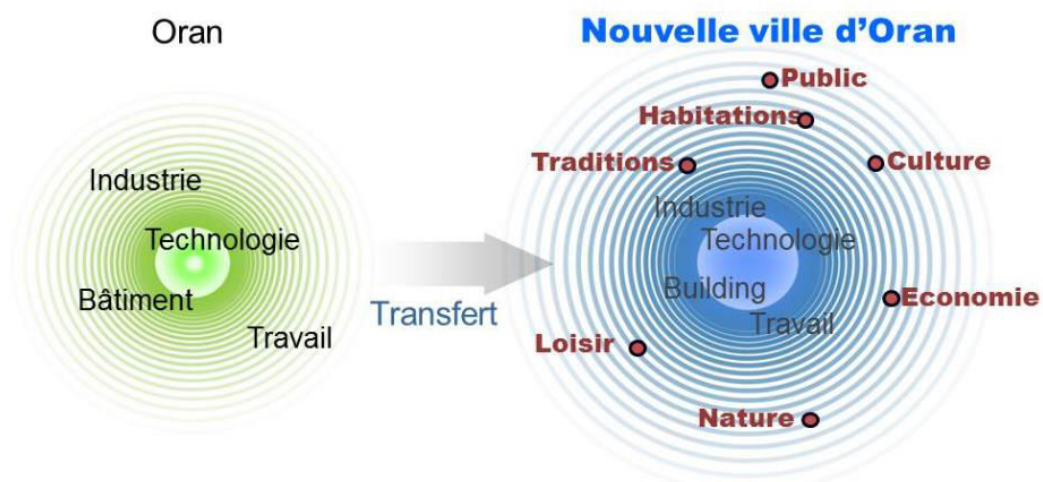 Oran
Industrie
Technologie
Bâtiment
Travail
Transfert
Nouvelle ville d'Oran
Public
Habitations
Traditions
Culture
Industrie
Technologie
Building
Economie
Travail
Loisir
Nature